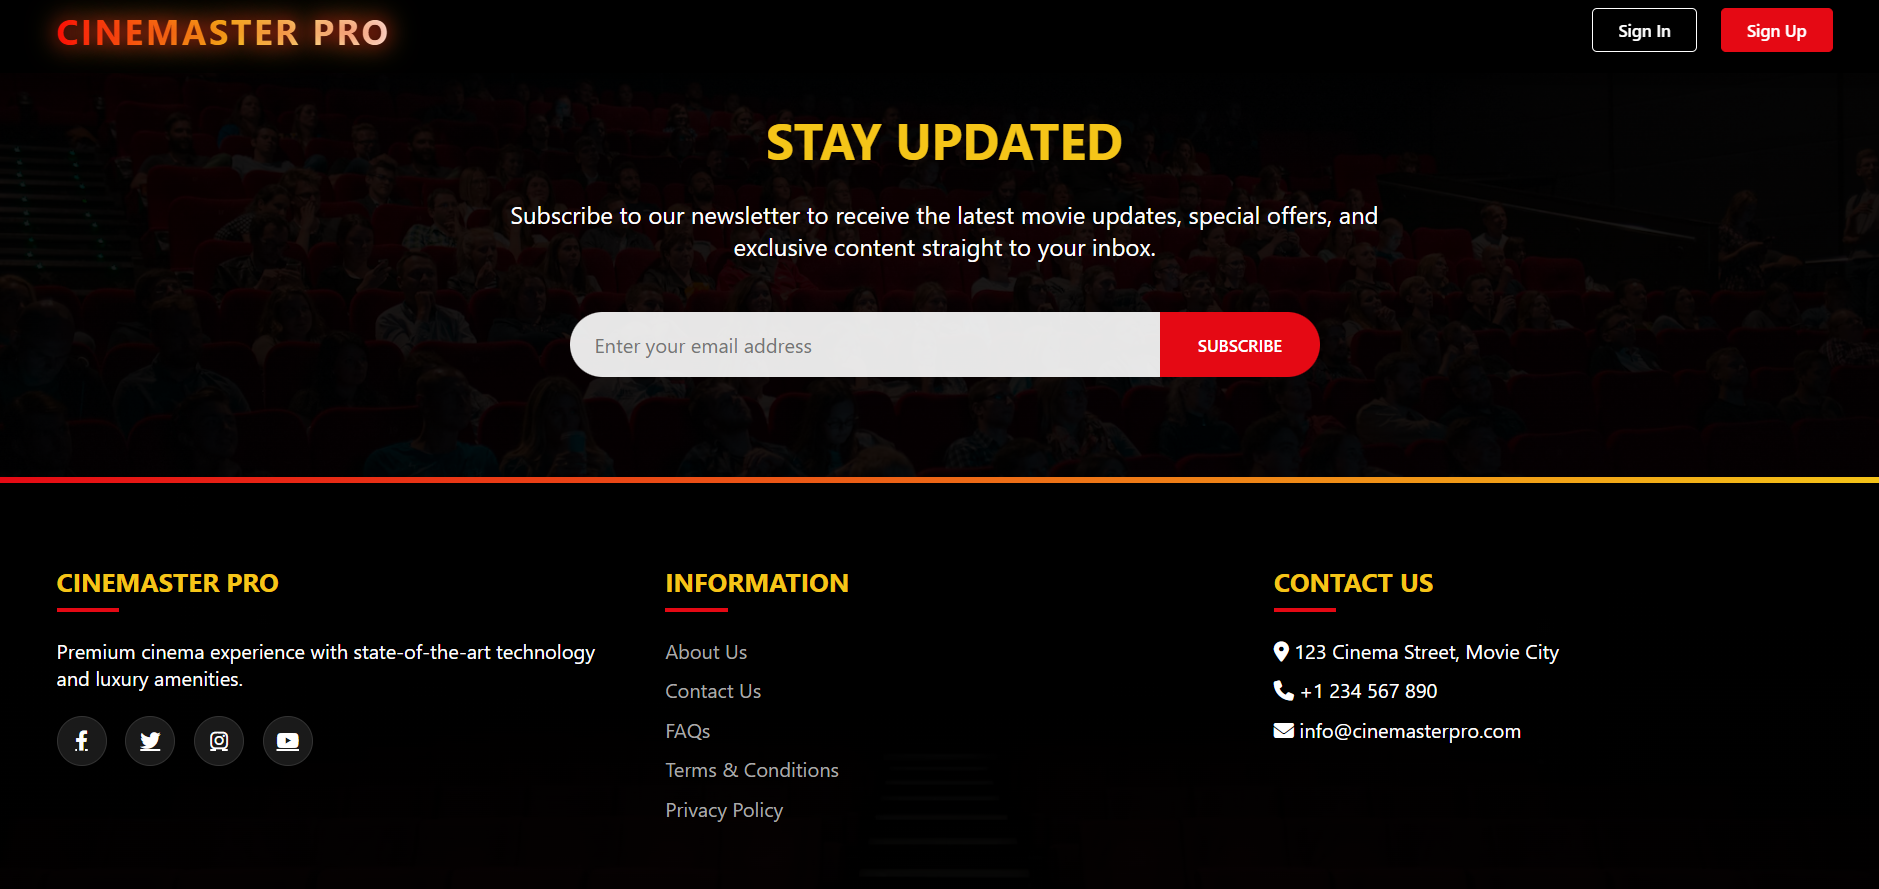 CINEMASTER PRO
Sign In
Sign Up
STAY UPDATED
Subscribe to our newsletter to receive the latest movie updates, special offers, and
exclusive content straight to your inbox.
Enter your email address
SUBSCRIBE
CINEMASTER PRO
Premium cinema experience with state-of-the-art technology
and luxury amenities.
INFORMATION
About Us
Contact Us
FAQs
Terms & Conditions
Privacy Policy
CONTACT US
123 Cinema Street, Movie City
+1 234 567 890
info@cinemasterpro.com